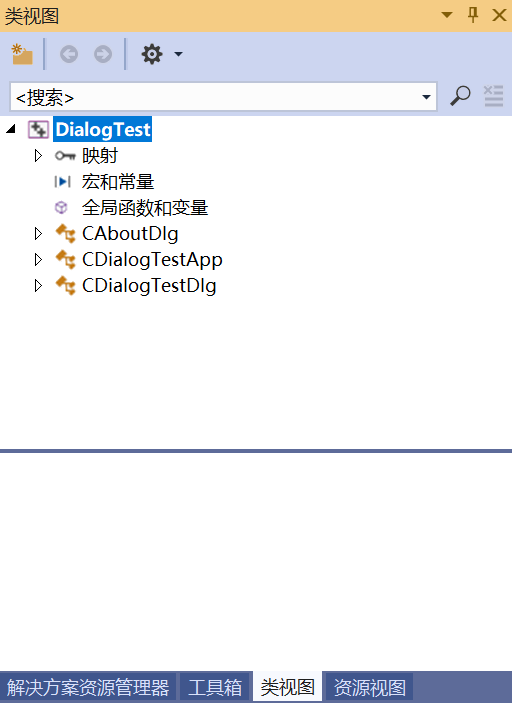 类视图
<搜索>
DialogTest
映射
宏和常量
全局函数和变量
CAboutDlg
CDialogTestApp
CDialogTestDlg
解决方案资源管理器 工具箱 类视图 资源视图